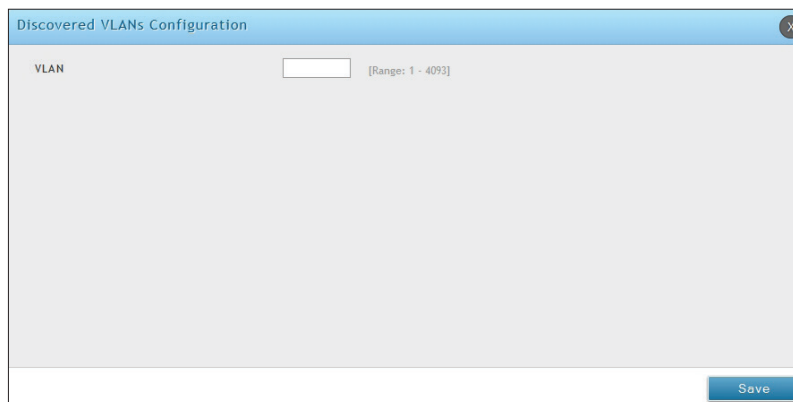 Discovered VLANs Configuration
X
VLAN [Range: 1 - 4093]
Save